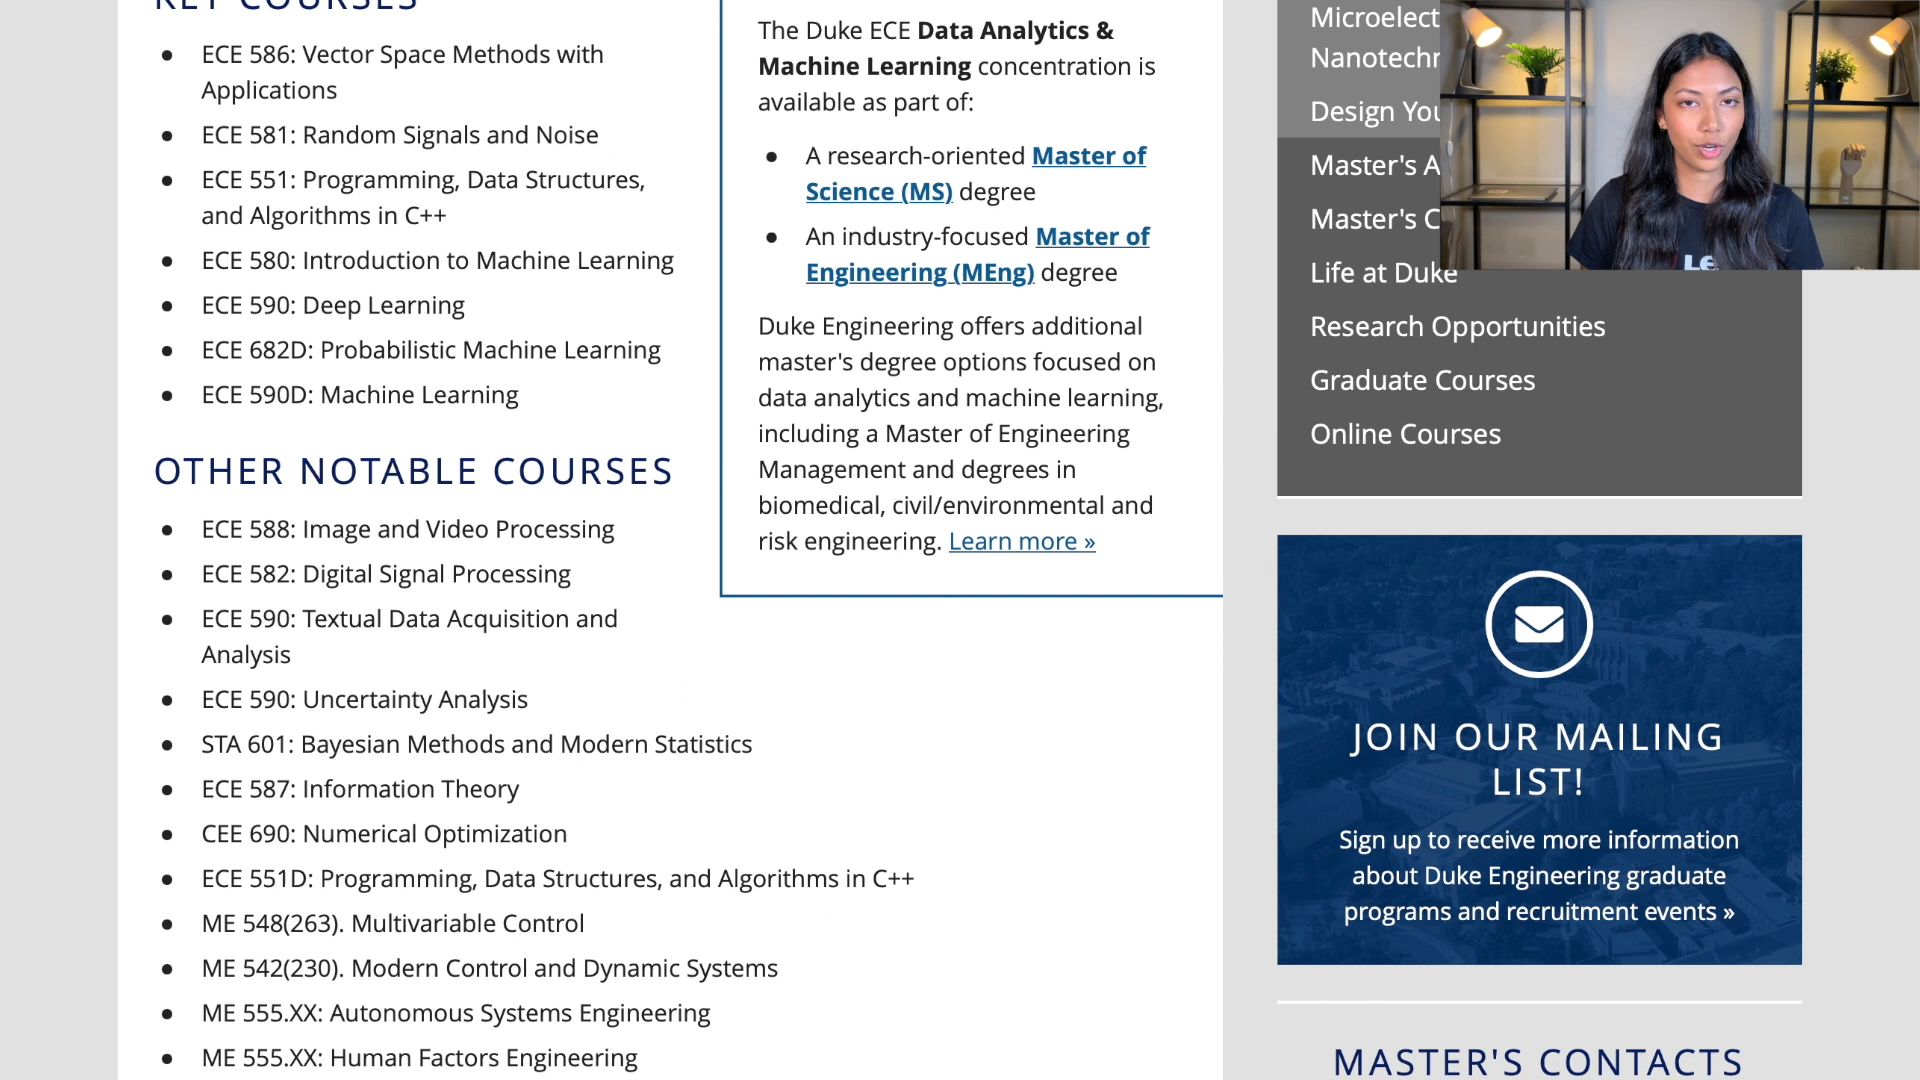 KEY COURSES
ECE 586: Vector Space Methods with
Applications
ECE 581: Random Signals and Noise
ECE 551: Programming, Data Structures,
and Algorithms in C++
ECE 580: Introduction to Machine Learning
ECE 590: Deep Learning
ECE 682D: Probabilistic Machine Learning
ECE 590D: Machine Learning
OTHER NOTABLE COURSES
ECE 588: Image and Video Processing
ECE 582: Digital Signal Processing
ECE 590: Textual Data Acquisition and
Analysis
ECE 590: Uncertainty Analysis
STA 601: Bayesian Methods and Modern Statistics
ECE 587: Information Theory
CEE 690: Numerical Optimization
ECE 551D: Programming, Data Structures, and Algorithms in C++
ME 548(263). Multivariable Control
ME 542(230). Modern Control and Dynamic Systems
ME 555.XX: Autonomous Systems Engineering
ME 555.XX: Human Factors Engineering
The Duke ECE Data Analytics &
Machine Learning concentration is
available as part of:
A research-oriented Master of
Science (MS) degree
An industry-focused Master of
Engineering (MEng) degree
Duke Engineering offers additional
master's degree options focused on
data analytics and machine learning,
including a Master of Engineering
Management and degrees in
biomedical, civil/environmental and
risk engineering. Learn more »
Microelect
Nanotechn
Design You
Master's A
Master's C
Life at Duke
Research Opportunities
Graduate Courses
Online Courses
JOIN OUR MAILING
LIST!
Sign up to receive more information
about Duke Engineering graduate
programs and recruitment events »
MASTER'S CONTACTS